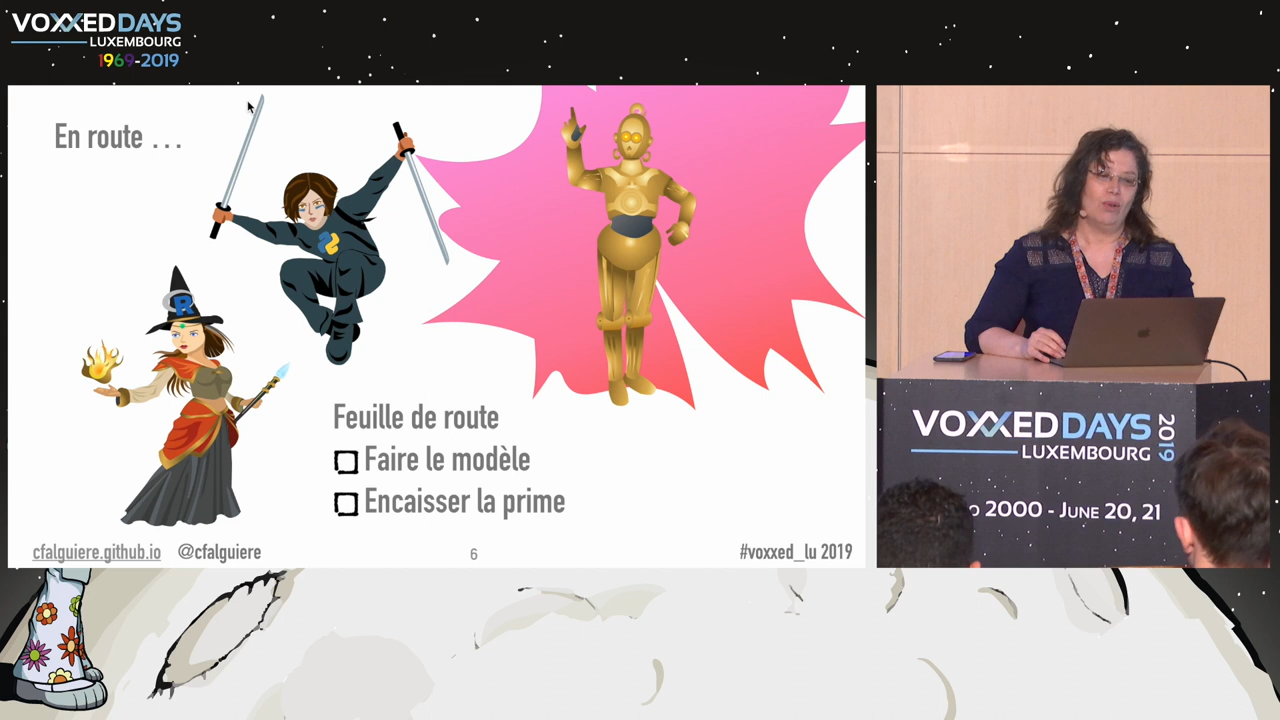 VOXXED DAYS
LUXEMBOURG
1969-2019
En route ...
R
Feuille de route
Faire le modèle
Encaisser la prime
cfalguiere.github.io @cfalguiere
6
#voxxed_lu 2019
VOXXED DAYS 2019
LUXEMBOURG
2000 - JUNE 20, 21